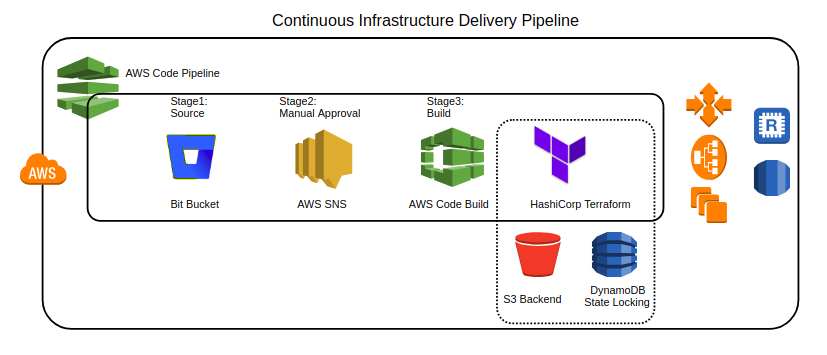 Continuous Infrastructure Delivery Pipeline
AWS Code Pipeline
Stage1:
Source
Stage2:
Manual Approval
Stage3:
Build
AWS
R
Bit Bucket
AWS SNS
AWS Code Build
HashiCorp Terraform
S3 Backend
DynamoDB
State Locking